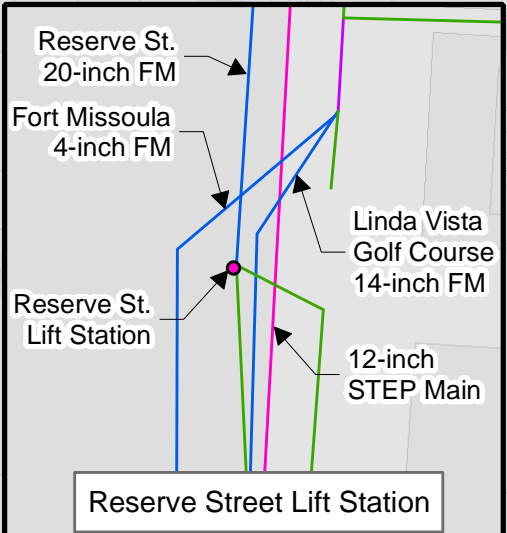 Reserve St.
20-inch FM
Fort Missoula
4-inch FM
Linda Vista
Golf Course
14-inch FM
Reserve St.
Lift Station
12-inch
STEP Main
Reserve Street Lift Station